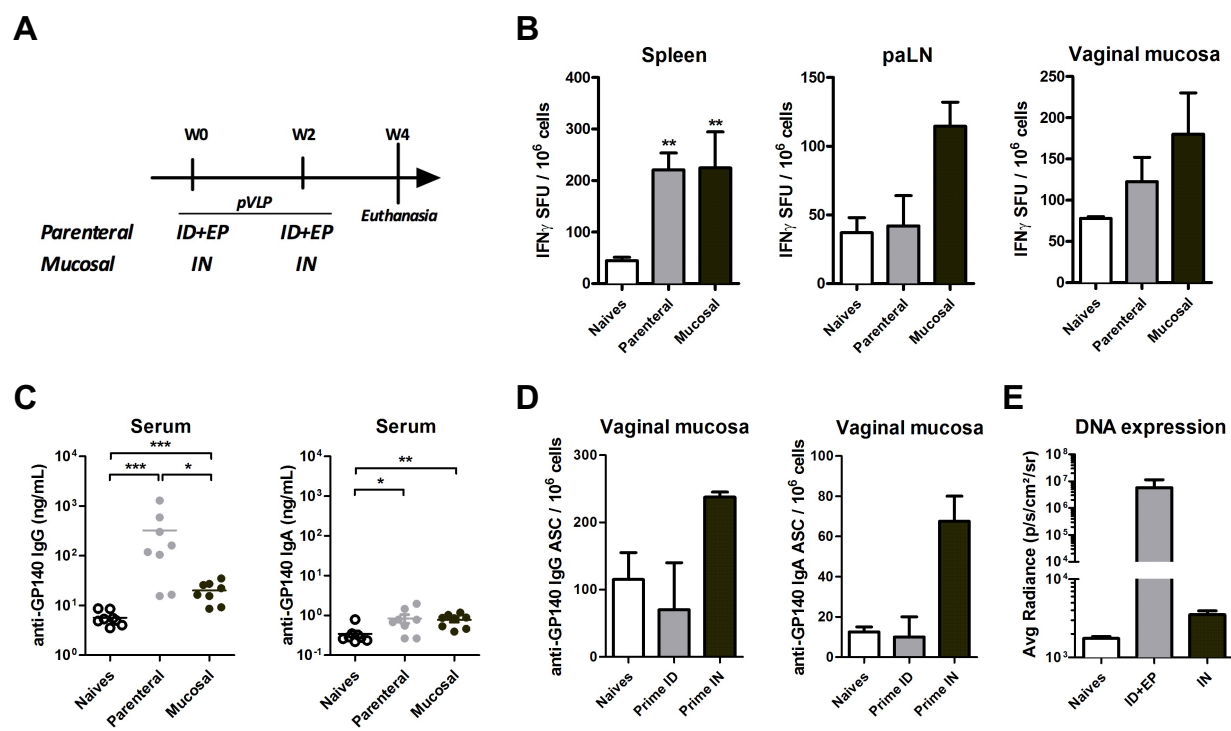 A
W0 W2 W4
pVLP
Euthanasia
Parenteral ID+EP ID+EP
Mucosal IN IN
B
Spleen
IFNγ SFU / 10⁶ cells
400
300
200
100
0
Naives
Parenteral
Mucosal
**
**
paLN
IFNγ SFU / 10⁶ cells
150
100
50
0
Naives
Parenteral
Mucosal
Vaginal mucosa
IFNγ SFU / 10⁶ cells
250
200
150
100
50
0
Naives
Parenteral
Mucosal
C
Serum
anti-GP140 IgG (ng/mL)
10⁴
10³
10²
10¹
10⁰
***
***
*
Naives
Parenteral
Mucosal
Serum
anti-GP140 IgA (ng/mL)
10⁴
10³
10²
10¹
10⁰
10⁻¹
**
*
Naives
Parenteral
Mucosal
D
Vaginal mucosa
anti-GP140 IgG ASC / 10⁶ cells
300
200
100
0
Naives
Prime ID
Prime IN
Vaginal mucosa
anti-GP140 IgA ASC / 10⁶ cells
100
80
60
40
20
0
Naives
Prime ID
Prime IN
E
DNA expression
Avg Radiance (p/s/cm²/sr)
10⁸
10⁷
10⁶
10⁵
10⁴
10⁴
10³
Naives
ID+EP
IN